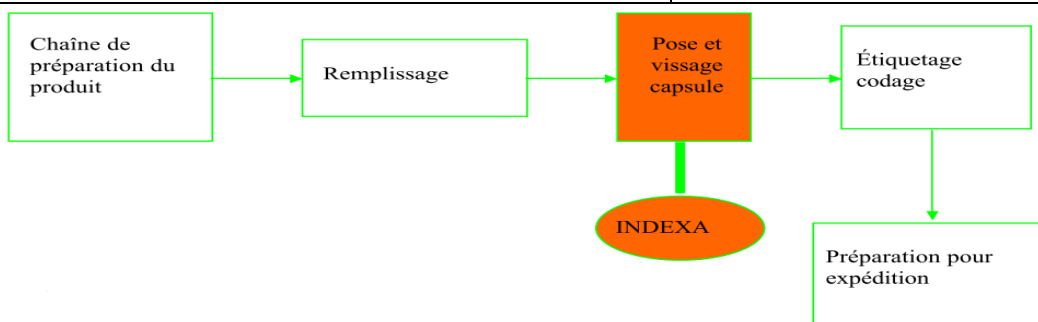 Chaîne de
préparation du
produit
Remplissage
Pose et
vissage
capsule
Étiquetage
codage
INDEXA
Préparation pour
expédition